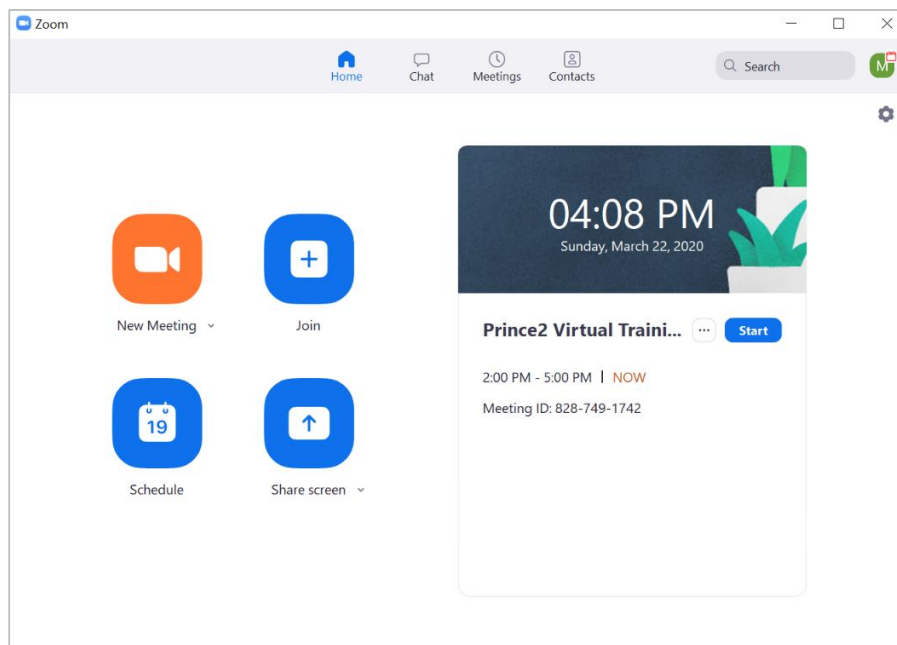 Zoom
Home Chat Meetings Contacts
Search
M
04:08 PM
Sunday, March 22, 2020
New Meeting
Join
19
Schedule
Share screen
Prince2 Virtual Traini... ... Start
2:00 PM - 5:00 PM | NOW
Meeting ID: 828-749-1742